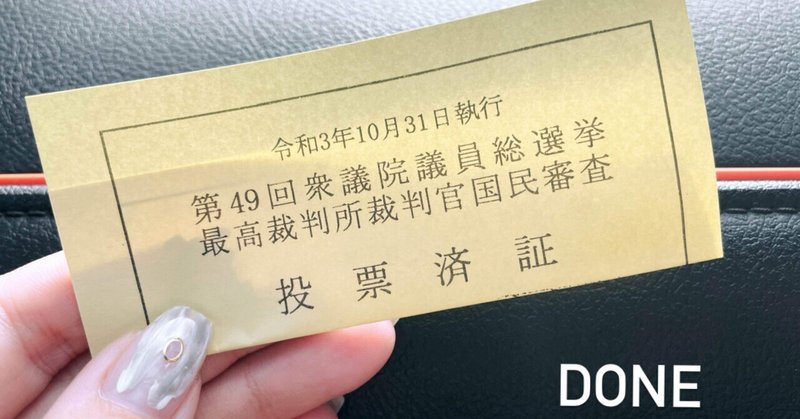 令和3年10月31日執行
第49回衆議院議員総選挙
最高裁判所裁判官国民審査
投票済証
DONE